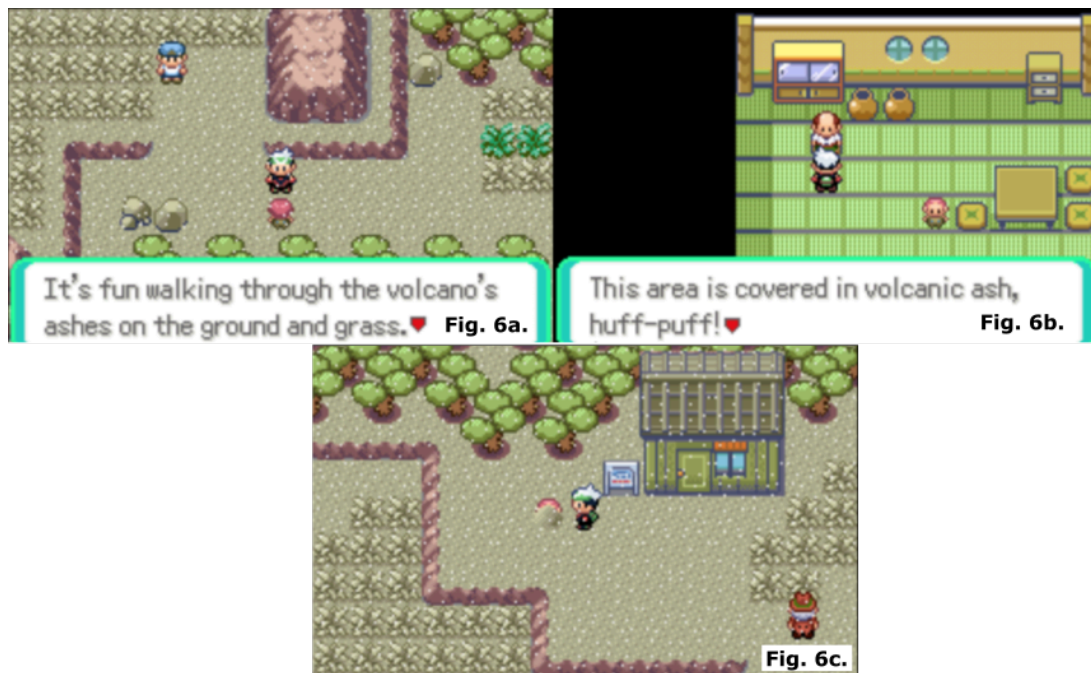 It's fun walking through the volcano's
ashes on the ground and grass.
Fig. 6a.
This area is covered in volcanic ash,
huff-puff!
Fig. 6b.
Fig. 6c.